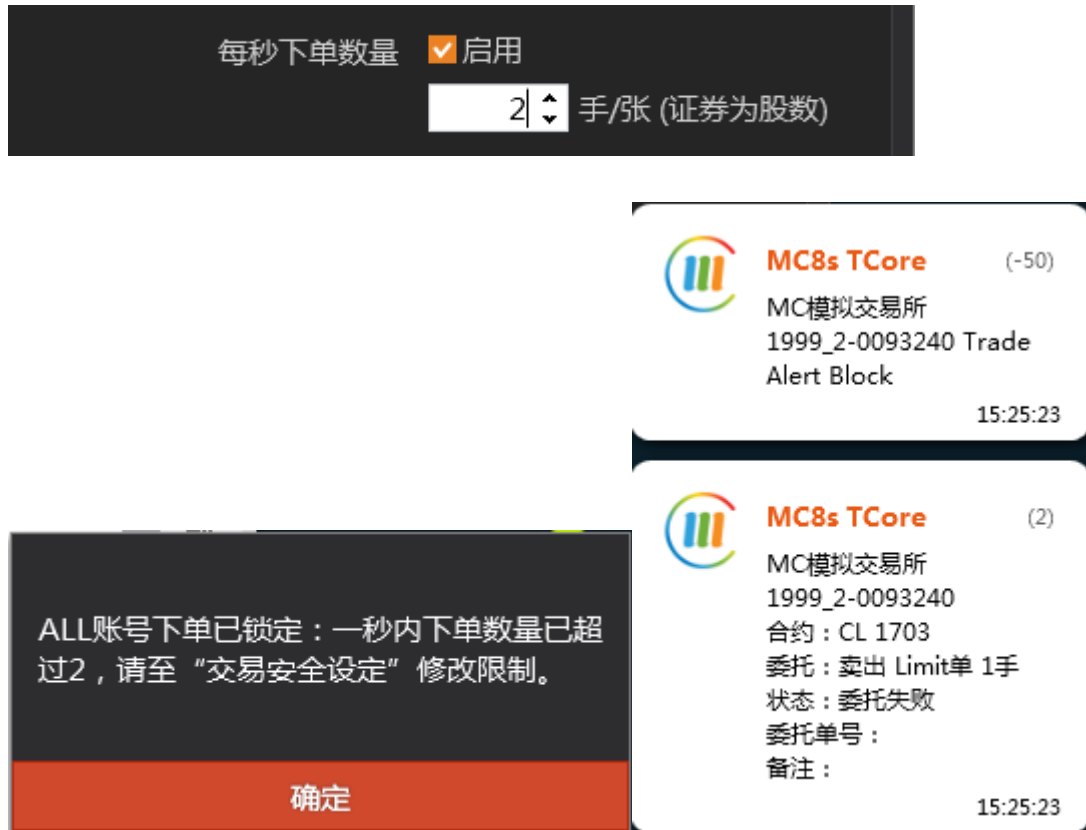 每秒下单数量 启用
2 手/张 (证券为股数)
MC8s TCore (-50)
MC模拟交易所
1999_2-0093240 Trade
Alert Block
15:25:23
MC8s TCore (2)
MC模拟交易所
1999_2-0093240
合约：CL 1703
委托：卖出 Limit单 1手
状态：委托失败
委托单号：
备注：
15:25:23
ALL账号下单已锁定：一秒内下单数量已超
过2，请至“交易安全设定”修改限制。
确定